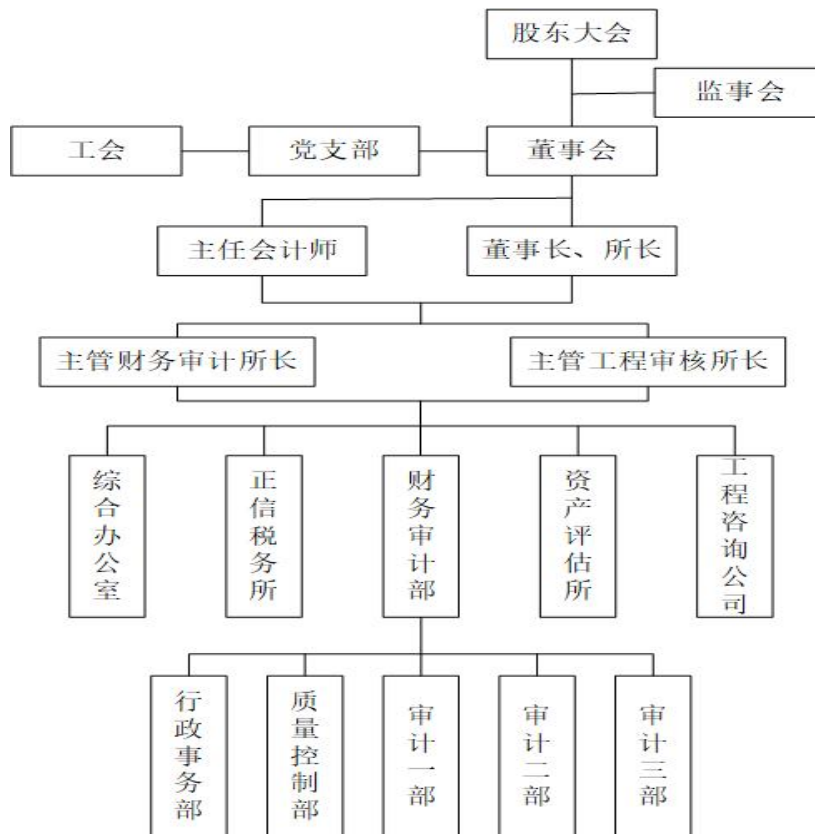 股东大会
监事会
工会
党支部
董事会
主任会计师
董事长、所长
主管财务审计所长
主管工程审核所长
综合办公室
正信税务所
财务审计部
资产评估所
工程咨询公司
行政事务部
质量控制部
审计一部
审计二部
审计三部